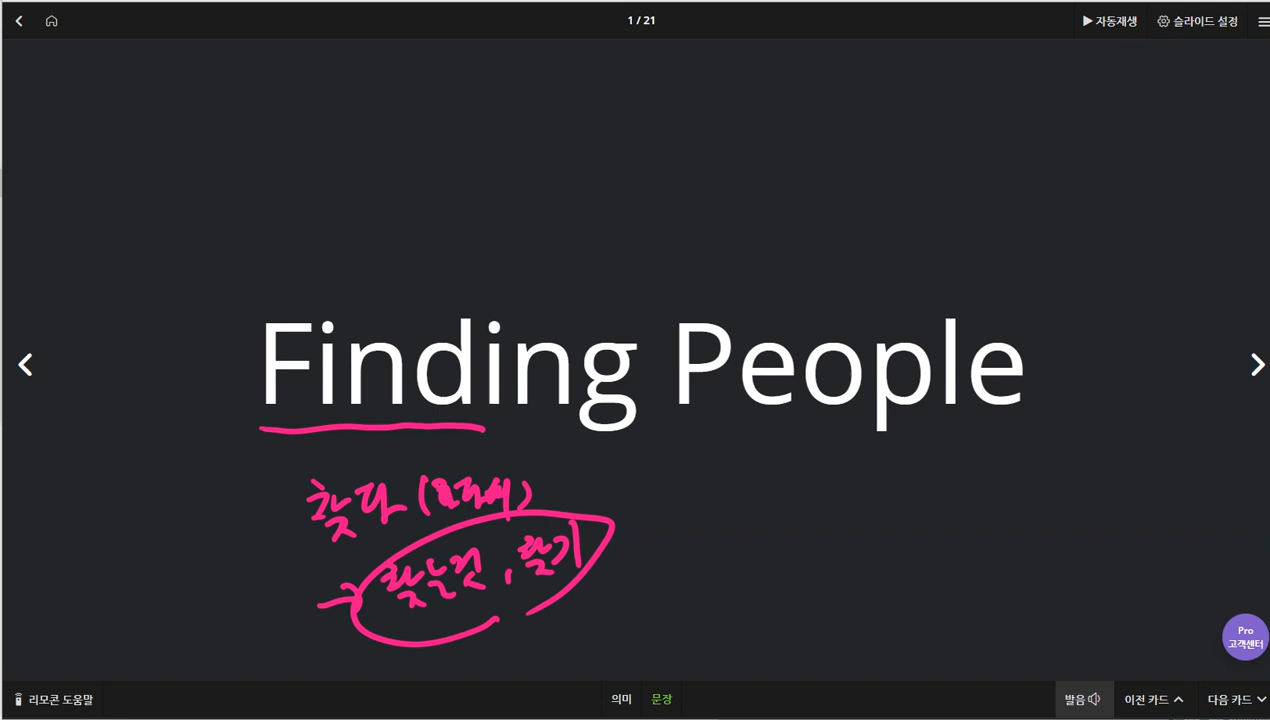 1 / 21
자동재생
슬라이드 설정
Finding People
찾다
찾는것, 찾기
Pro
고객센터
리모콘 도움말
의미
문장
발음
이전 카드
다음 카드